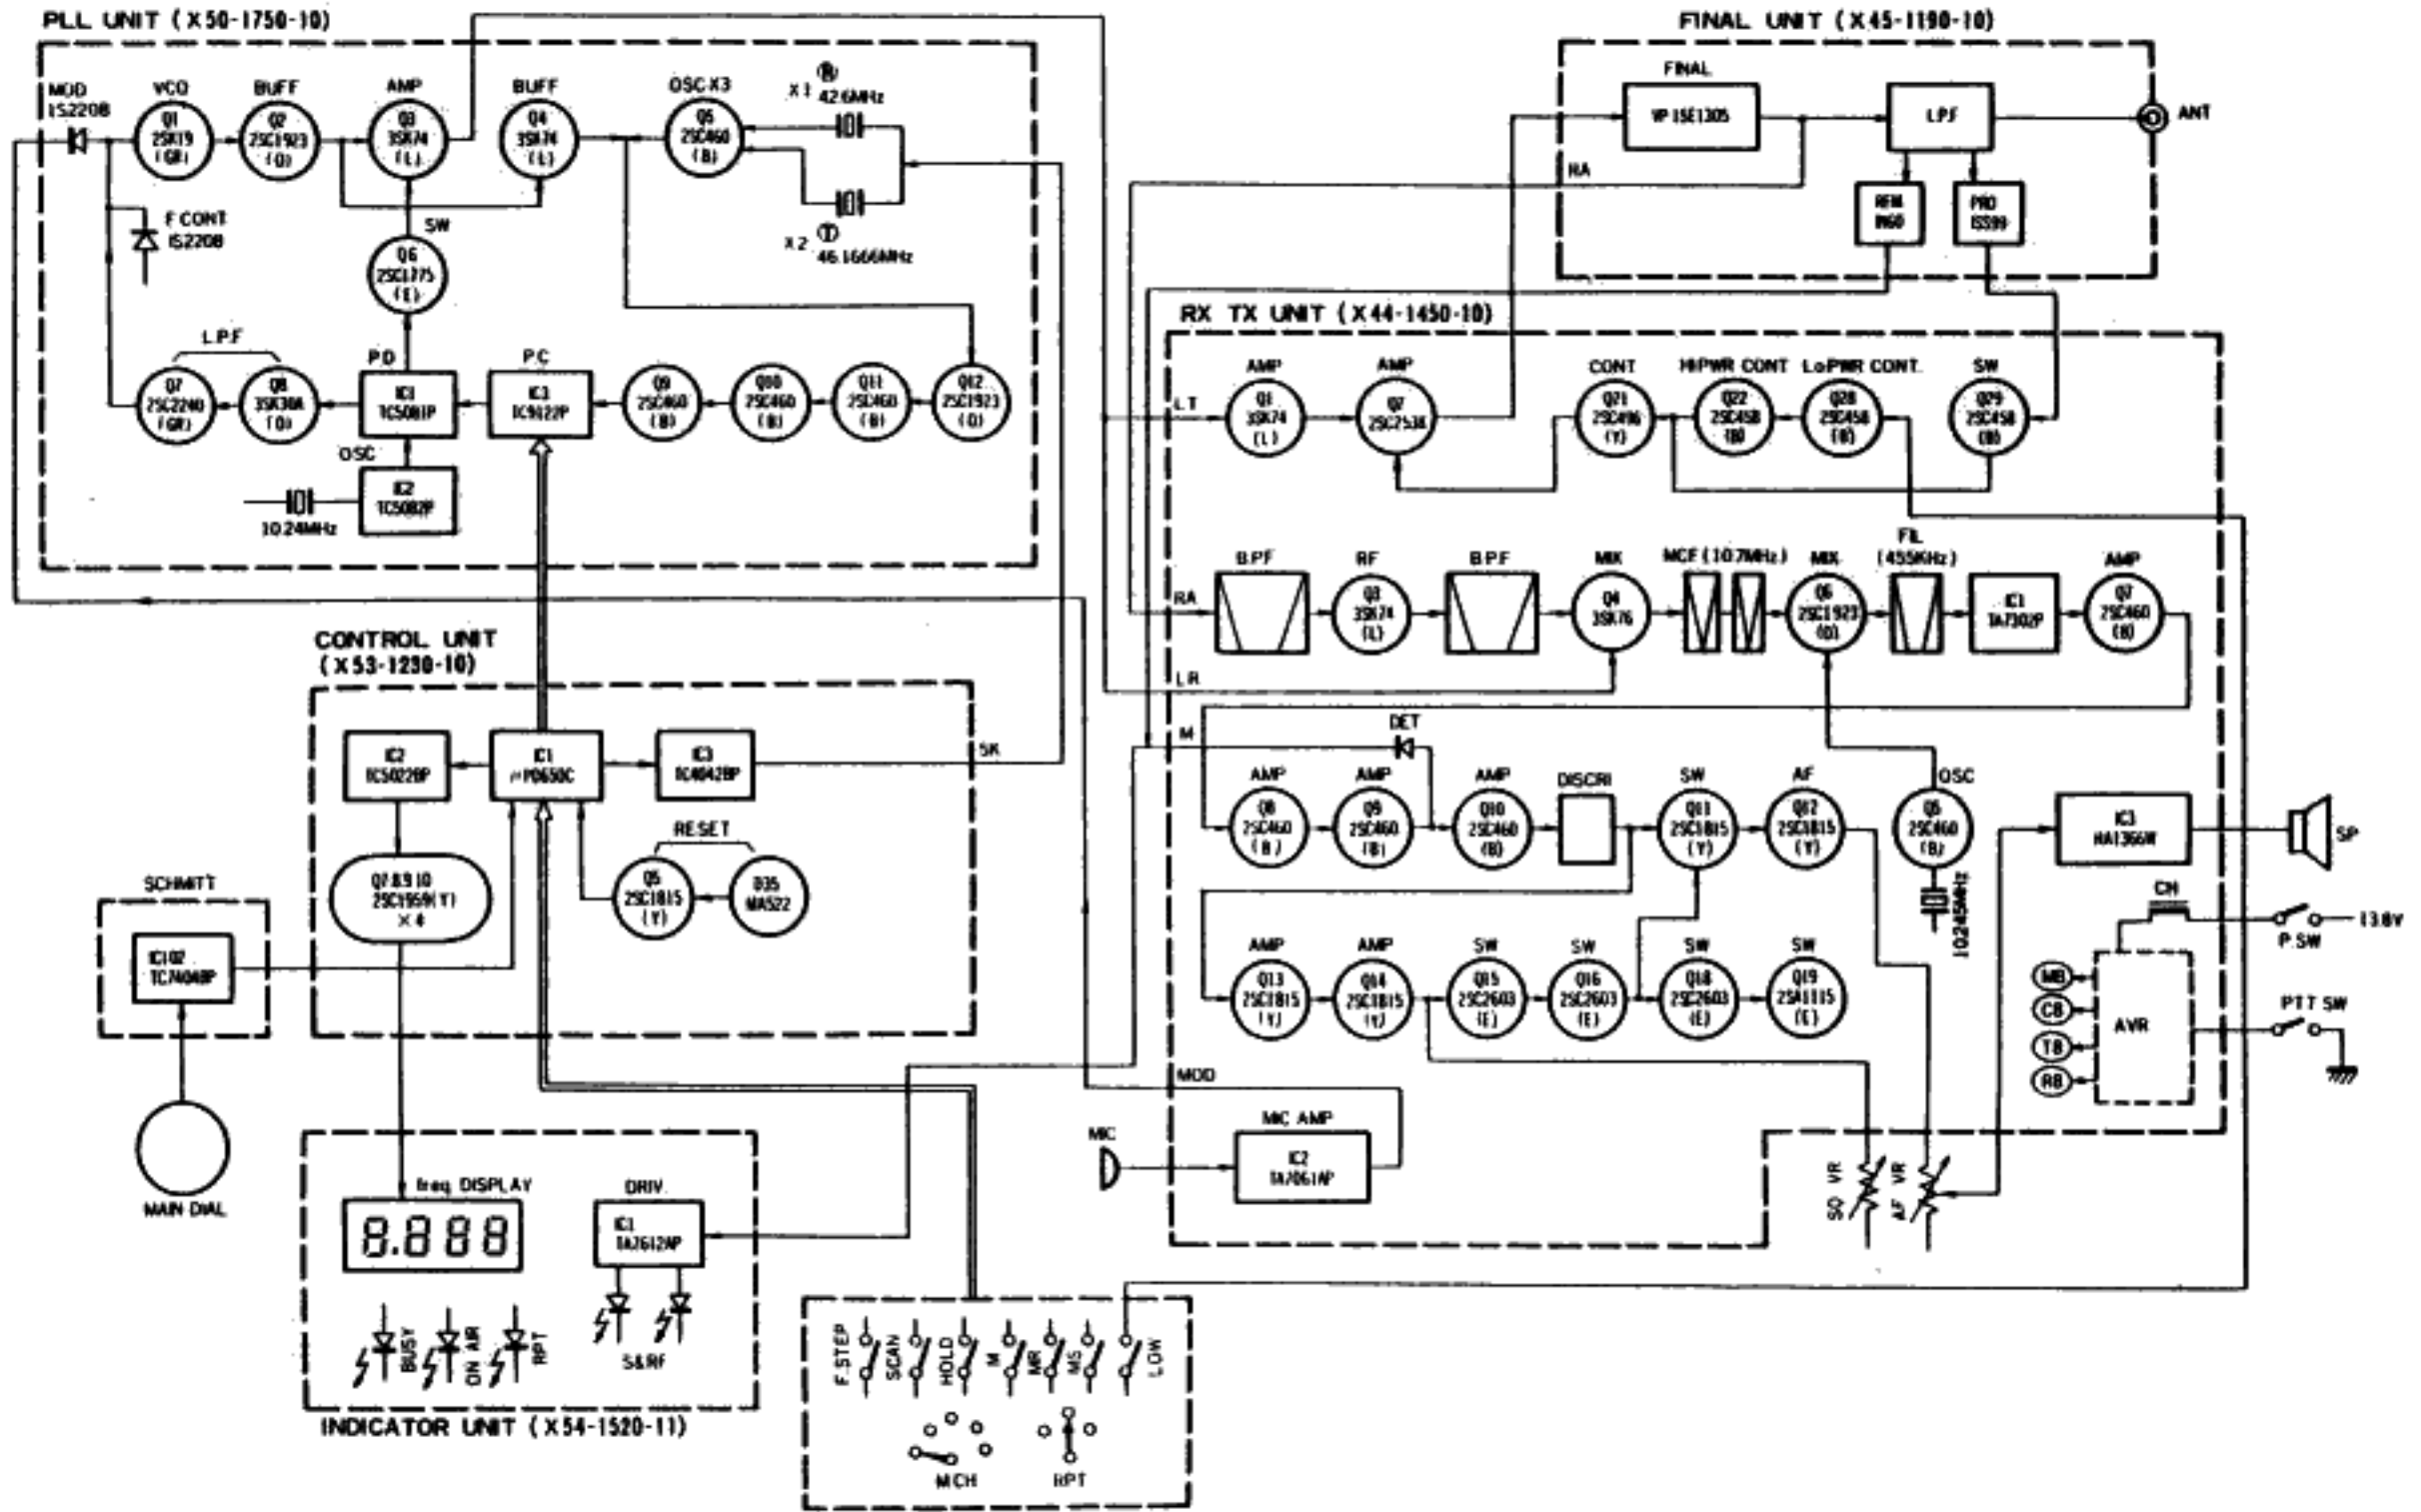 PLL UNIT (X50-1750-10)
MOD
1S2208
VCO
Q1
2SK19
(GR)
BUFF
Q2
2SC1923
(O)
AMP
Q3
3SK74
(L)
BUFF
Q4
3SK74
(L)
OSC·X3
Q5
2SC460
(B)
X1 Ⓡ
42.6MHz
X2 Ⓣ
46.1666MHz
F CONT
1S2208
SW
Q6
2SC1775
(E)
L.P.F
Q7
2SC2240
(GR)
Q8
3SK30A
(O)
P.D
IC1
TC5081P
P.C
IC3
TC9122P
Q9
2SC460
(B)
Q10
2SC460
(B)
Q11
2SC460
(B)
Q12
2SC1923
(O)
OSC
IC2
TC5082P
10.24MHz
FINAL UNIT (X45-1190-10)
FINAL
L.P.F
ANT
RA
1N60
PRO
1SS99
RX TX UNIT (X44-1450-10)
LT
AMP
Q1
3SK74
(L)
AMP
Q2
2SC2538
CONT
Q21
2SC496
(Y)
HiPWR CONT
Q22
2SC458
(B)
LoPWR CONT.
Q28
2SC458
(B)
SW
Q29
2SC458
(B)
RA
B.P.F
RF
Q3
3SK74
(L)
B.P.F
MIX
Q4
3SK76
MCF (10.7MHz)
MIX
Q6
2SC1923
(O)
FIL
(455KHz)
IC1
TA7302P
AMP
Q7
2SC460
(B)
LR
M
DET
AMP
Q8
2SC460
(B)
AMP
Q9
2SC460
(B)
AMP
Q10
2SC460
(B)
DISCRI
SW
Q11
2SC1815
(Y)
AF
Q12
2SC1815
(Y)
OSC
Q5
2SC460
(B)
10.245MHz
IC3
HA1366W
SP
AMP
Q13
2SC1815
(Y)
AMP
Q14
2SC1815
(Y)
SW
Q15
2SC2603
(E)
SW
Q16
2SC2603
(E)
SW
Q18
2SC2603
(E)
SW
Q19
2SA1115
(E)
CH
P.SW
13.8V
MB
CB
TB
RB
AVR
PTT SW
MOD
MIC
MIC AMP
IC2
TA7061AP
SQ VR
AF VR
CONTROL UNIT
(X53-1230-10)
IC2
TC5022BP
IC1
μPD650C
IC3
TC4042BP
SK
RESET
Q5
2SC1815
(Y)
D35
MA522
Q7.8.9.10
2SC1959(Y)
×4
SCHMITT
IC102
MAIN DIAL
freq. DISPLAY
8.888
DRIV.
IC1
TA7612AP
BUSY
ON AIR
RPT
S&RF
INDICATOR UNIT (X54-1520-11)
F.STEP
SCAN
HOLD
M
MR
MS
LOW
M.CH
RPT